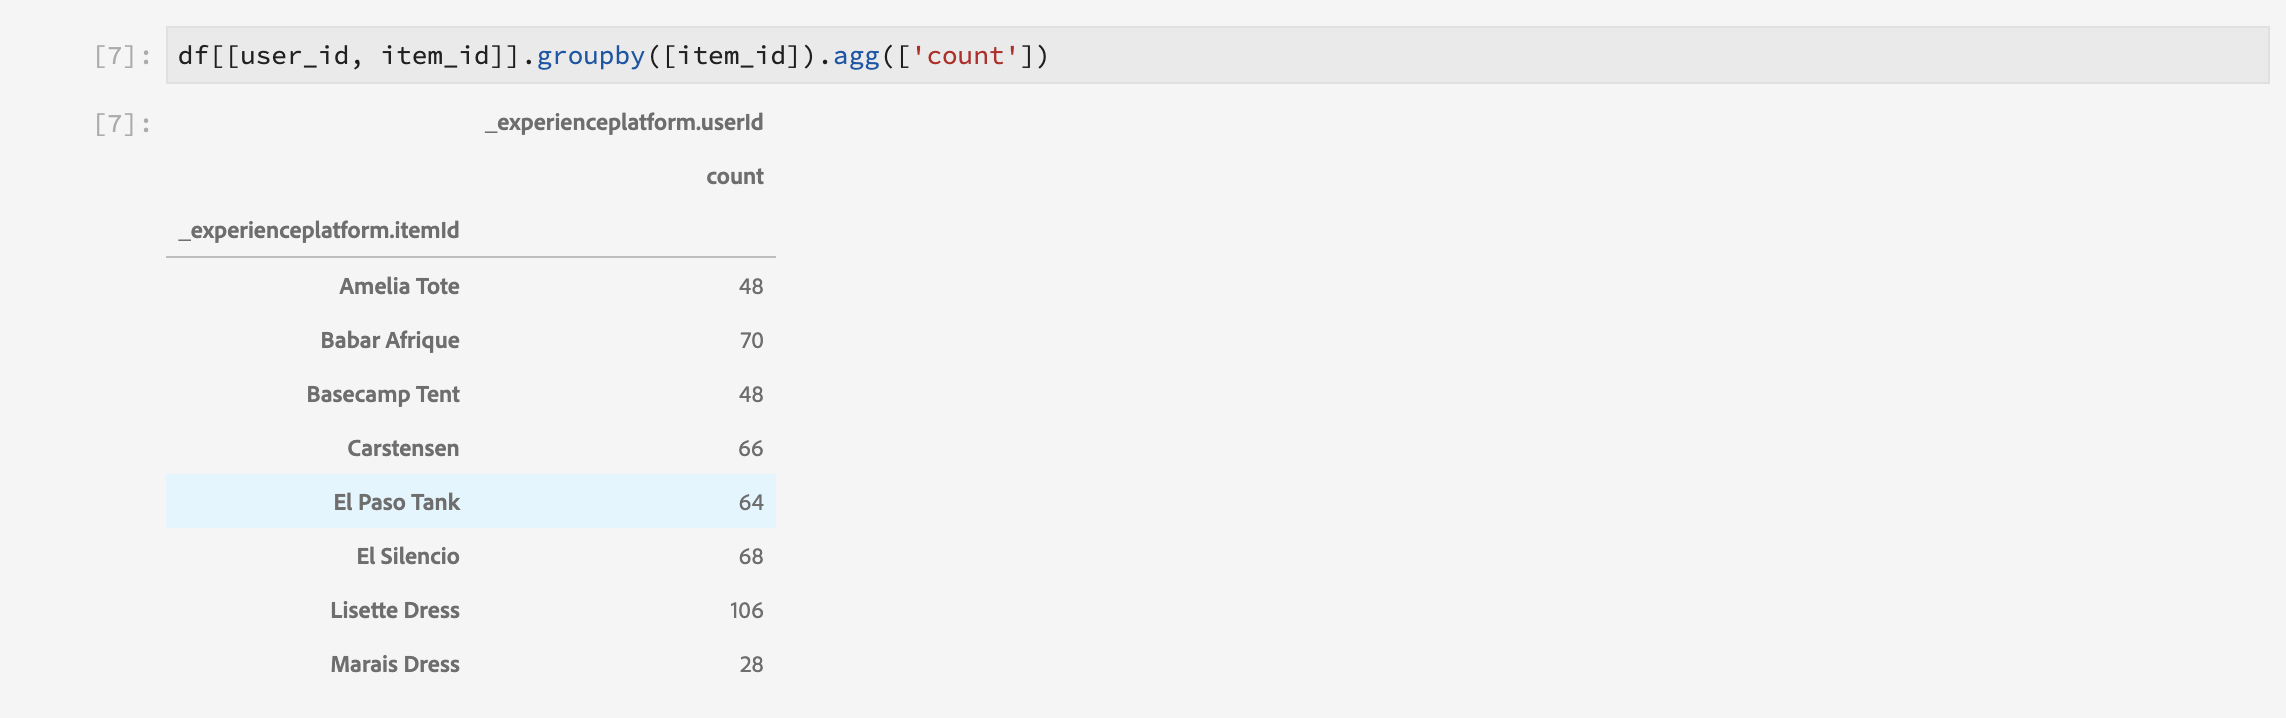 [7]: df[[user_id, item_id]].groupby([item_id]).agg(['count'])
[7]: _experienceplatform.userId
count
_experienceplatform.itemId
Amelia Tote 48
Babar Afrique 70
Basecamp Tent 48
Carstensen 66
El Paso Tank 64
El Silencio 68
Lisette Dress 106
Marais Dress 28